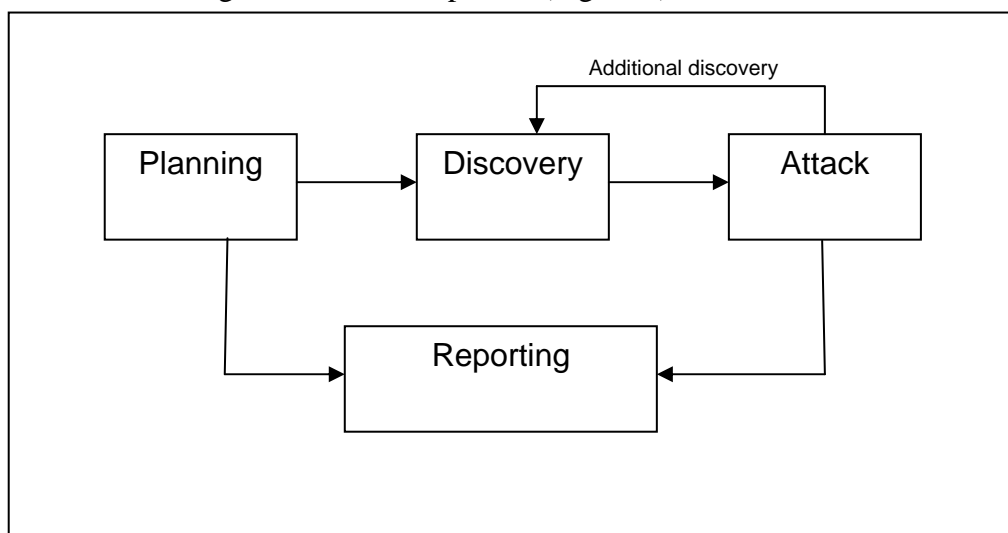 Additional discovery
Planning
Discovery
Attack
Reporting